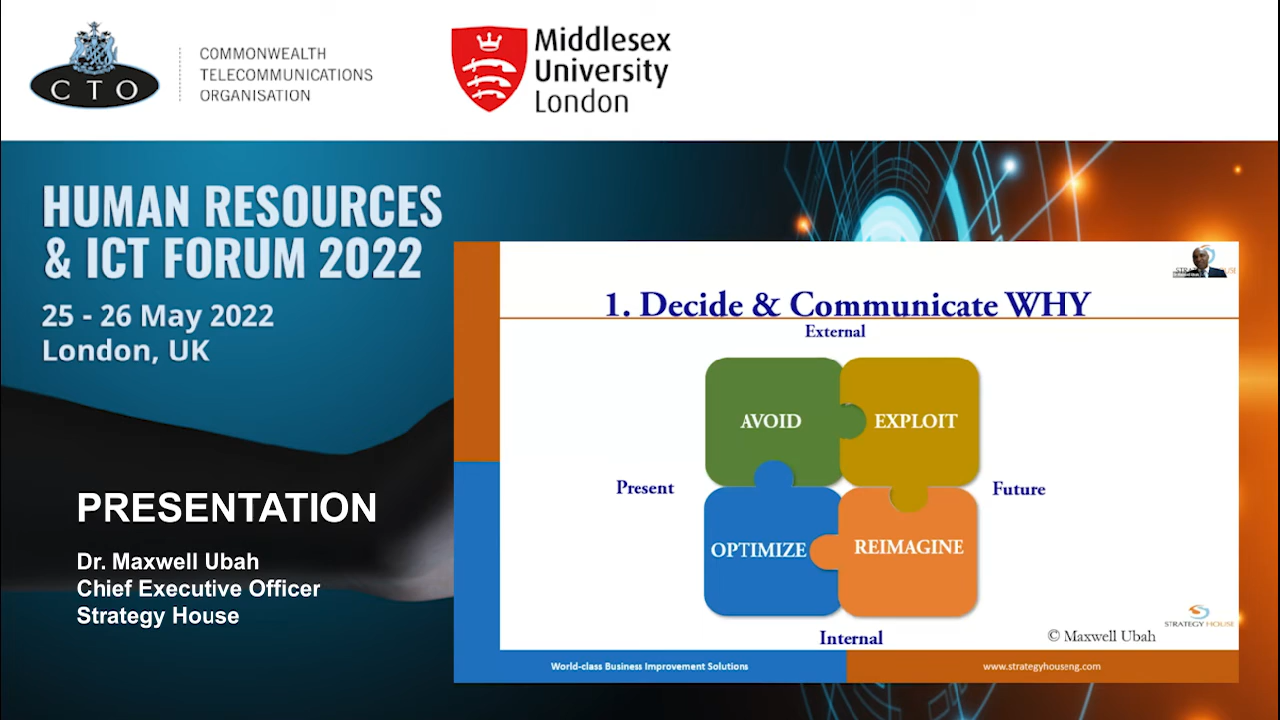 CTO
COMMONWEALTH
TELECOMMUNICATIONS
ORGANISATION
Middlesex
University
London
HUMAN RESOURCES
& ICT FORUM 2022
25 - 26 May 2022
London, UK
PRESENTATION
Dr. Maxwell Ubah
Chief Executive Officer
Strategy House
1. Decide & Communicate WHY
External
AVOID
EXPLOIT
Present
Future
OPTIMIZE
REIMAGINE
Internal
STRATEGY HOUSE
© Maxwell Ubah
World-class Business Improvement Solutions
www.strategyhouseng.com